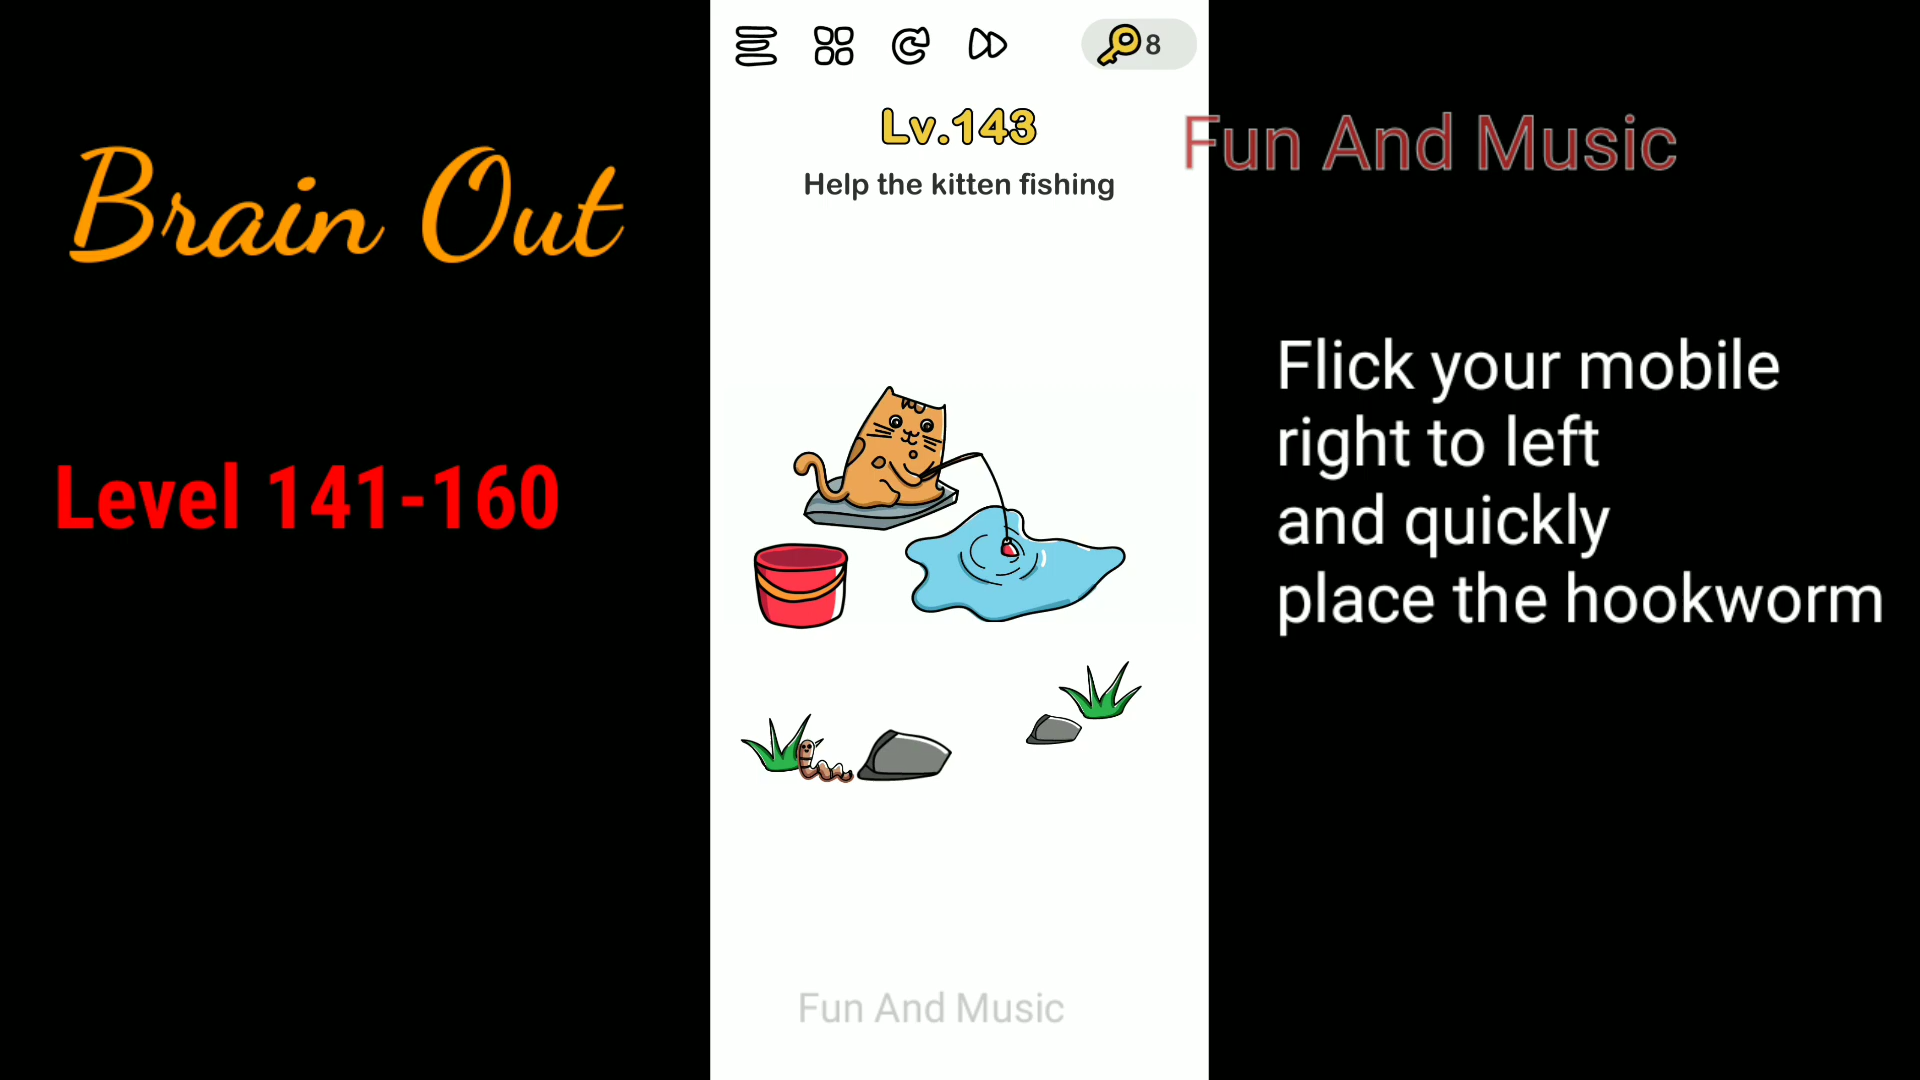 8
Lv.143
Help the kitten fishing
Brain Out
Level 141-160
Fun And Music
Flick your mobile
right to left
and quickly
place the hookworm
Fun And Music